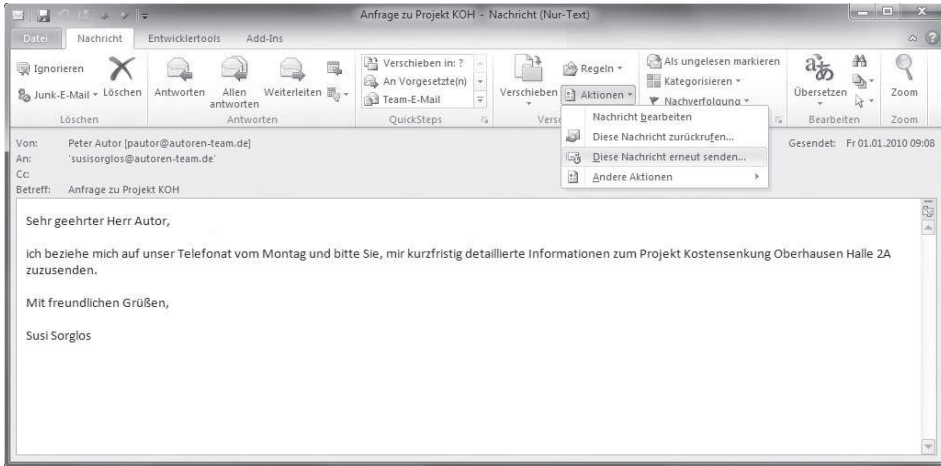 Anfrage zu Projekt KOH - Nachricht (Nur-Text)
Datei Nachricht Entwicklertools Add-Ins
Ignorieren
Junk-E-Mail Löschen
Löschen
Antworten Allen antworten Weiterleiten
Antworten
Verschieben in: ?
An Vorgesetzte(n)
Team-E-Mail
QuickSteps
Verschieben
Regeln
Aktionen
Als ungelesen markieren
Kategorisieren
Nachverfolgung
Übersetzen
Bearbeiten
Zoom
Zoom
Nachricht bearbeiten
Diese Nachricht zurückrufen...
Diese Nachricht erneut senden...
Andere Aktionen
Von: Peter Autor [pautor@autoren-team.de] Gesendet: Fr 01.01.2010 09:08
An: 'susisorglos@autoren-team.de'
Cc:
Betreff: Anfrage zu Projekt KOH
Sehr geehrter Herr Autor,
ich beziehe mich auf unser Telefonat vom Montag und bitte Sie, mir kurzfristig detaillierte Informationen zum Projekt Kostensenkung Oberhausen Halle 2A
zuzusenden.
Mit freundlichen Grüßen,
Susi Sorglos